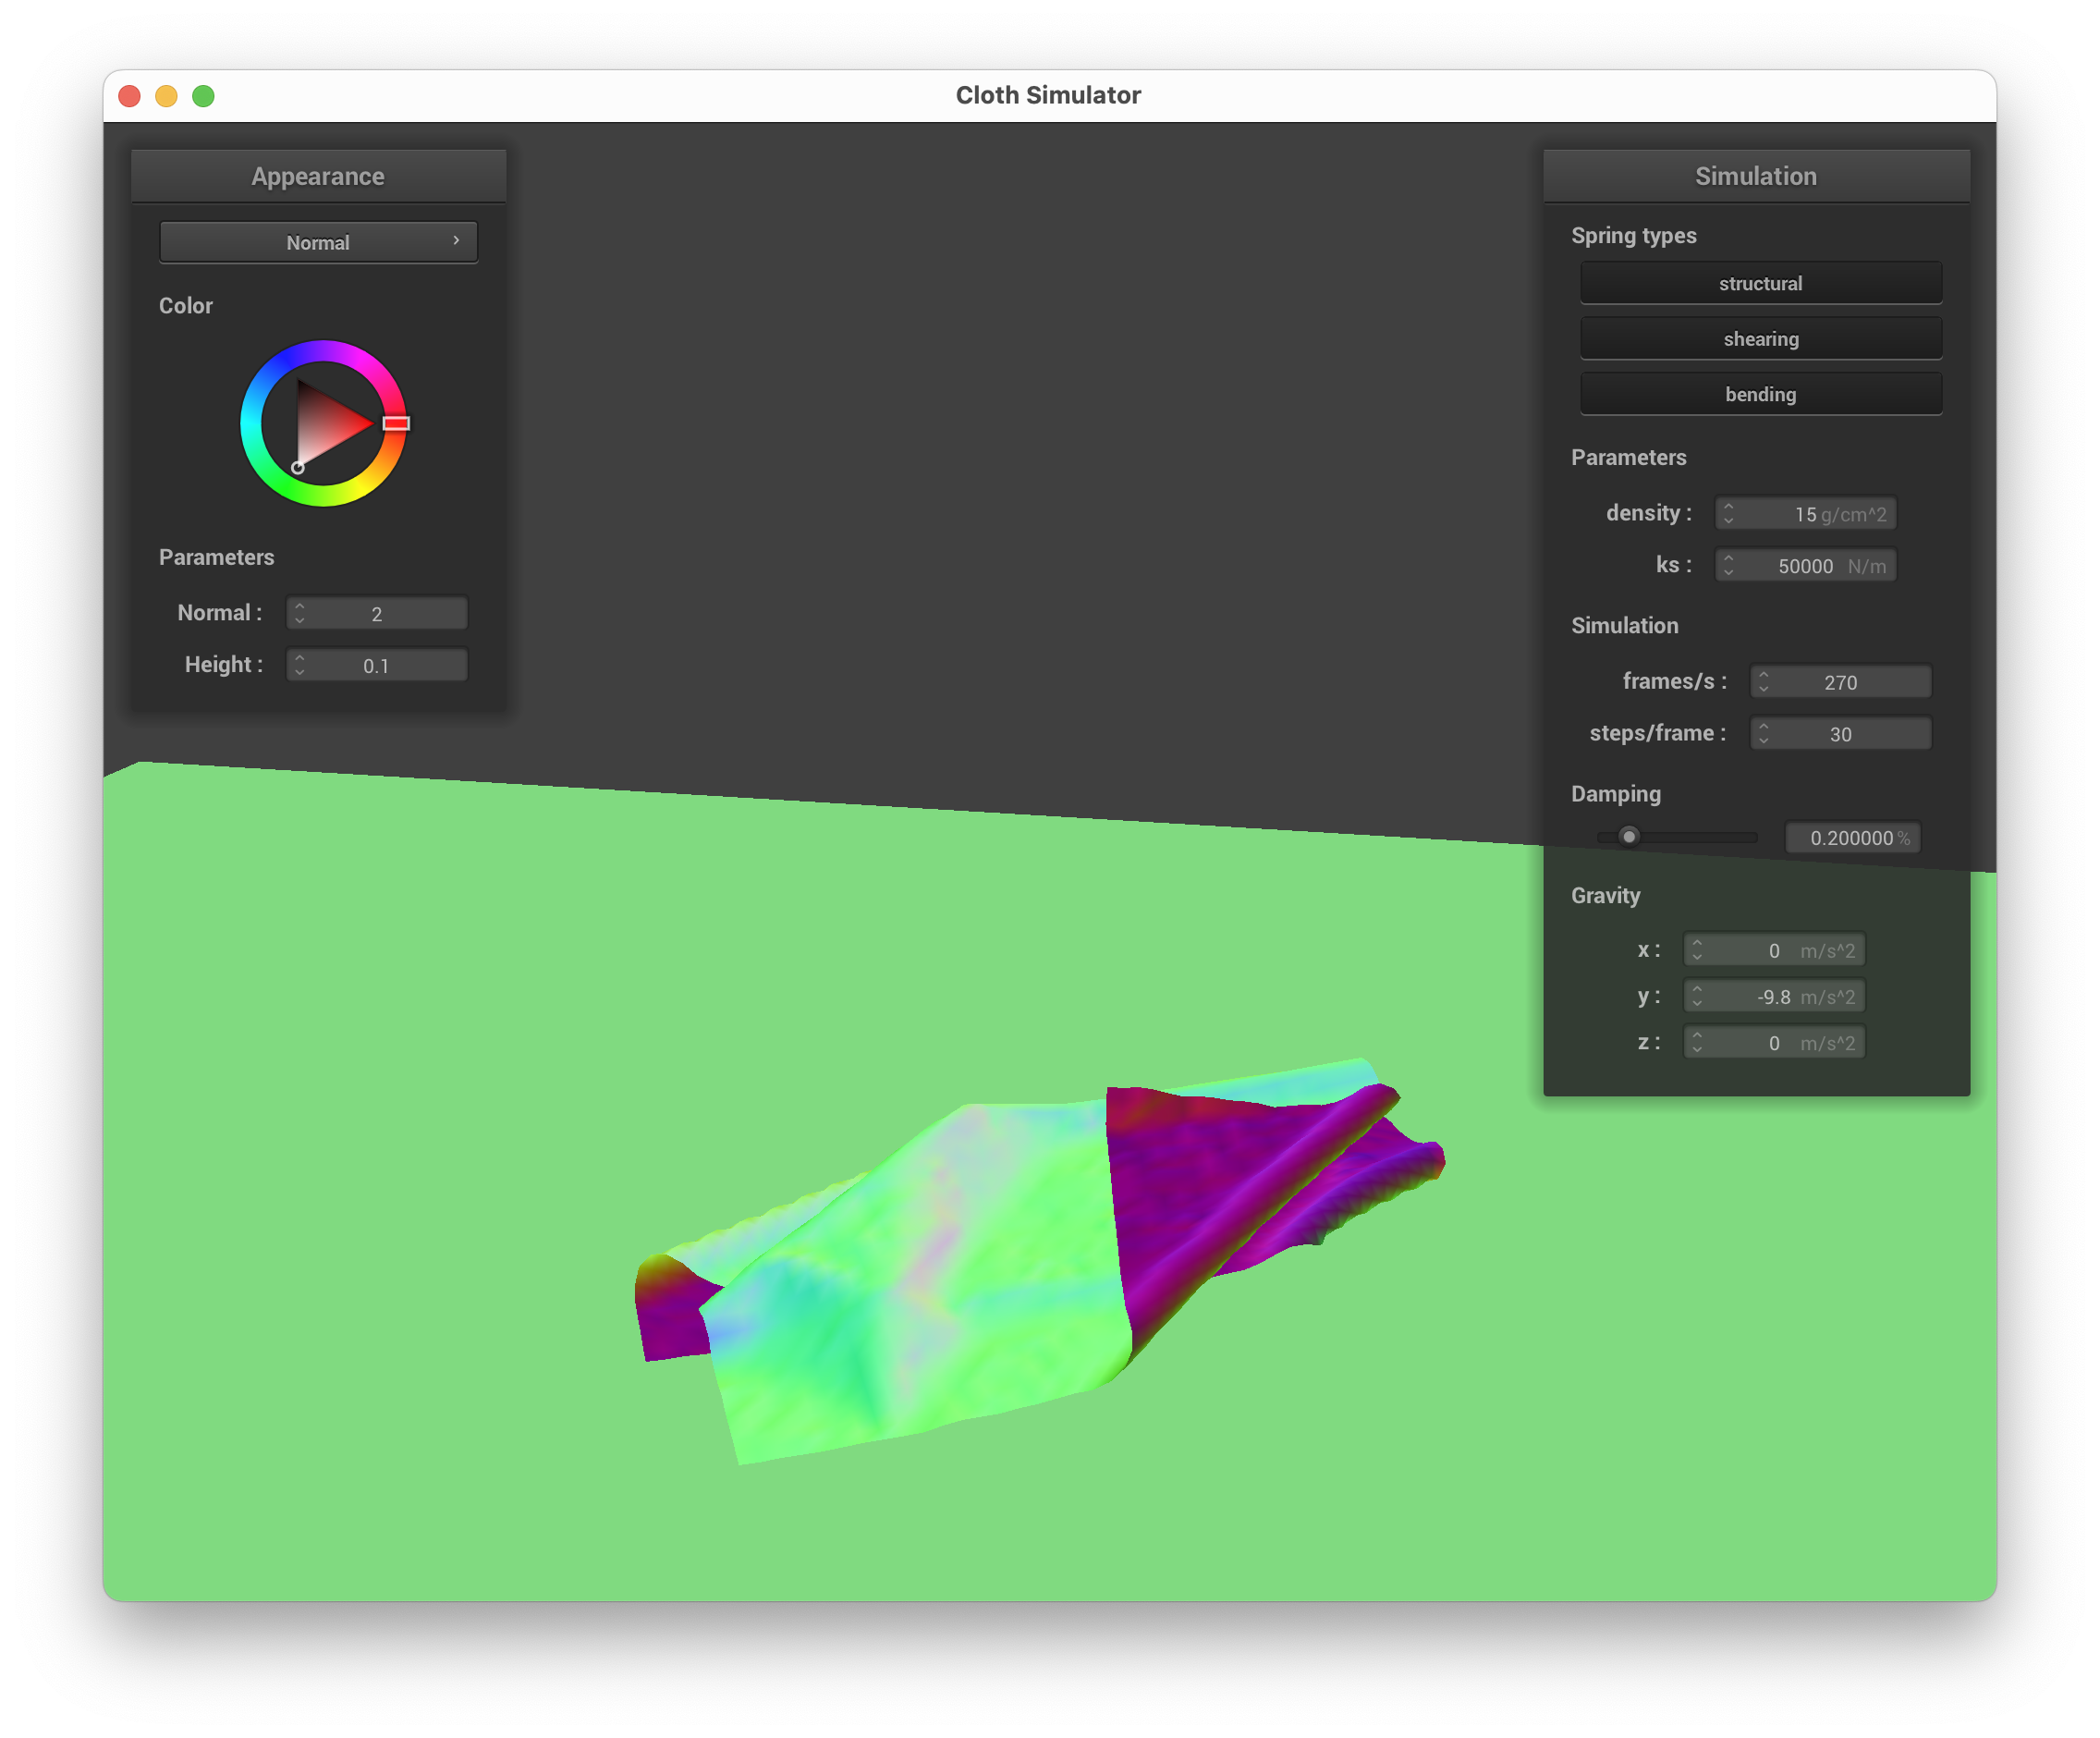 Cloth Simulator
Appearance
Normal
Color
Parameters
Normal :
2
Height :
0.1
Simulation
Spring types
structural
shearing
bending
Parameters
density :
15 g/cm^2
ks :
50000 N/m
Simulation
frames/s :
270
steps/frame :
30
Damping
0.200000 %
Gravity
x :
0 m/s^2
y :
-9.8 m/s^2
z :
0 m/s^2